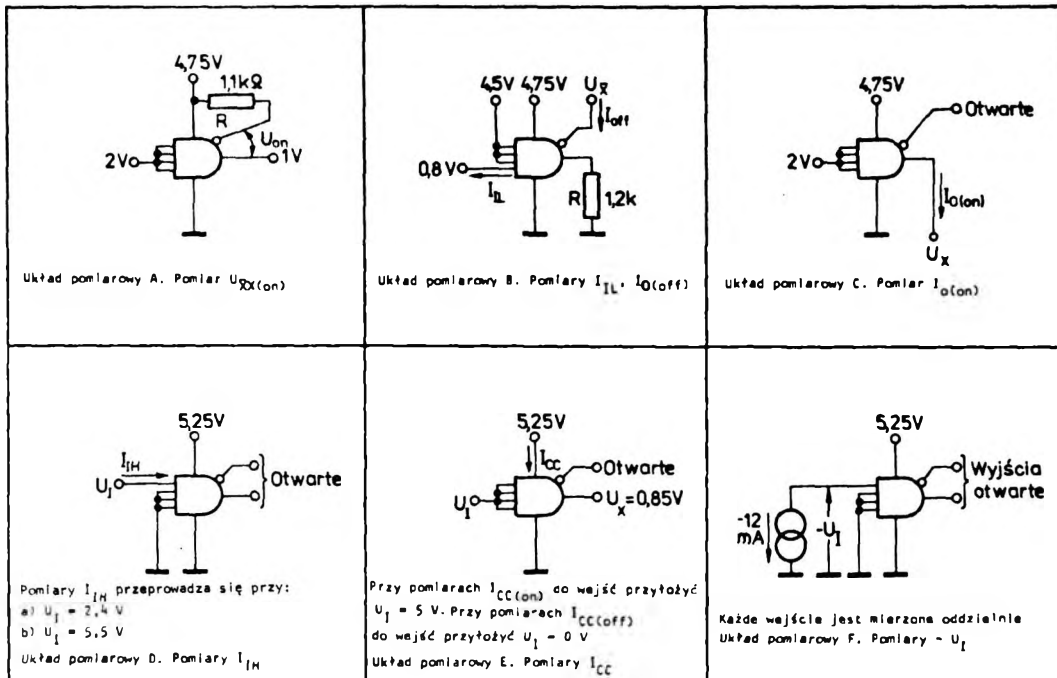 4,75V
1,1kΩ
R
U_on
2V
1V
Układ pomiarowy A. Pomiar U_X̄X(on)
4,5V 4,75V
U_X̄
I_off
0,8V
I_IL
R
1,2k
Układ pomiarowy B. Pomiary I_IL, I_O(off)
4,75V
Otwarte
2V
I_O(on)
U_X
Układ pomiarowy C. Pomiar I_o(on)
5,25V
I_IH
U_I
Otwarte
Pomiary I_IH przeprowadza się przy:
a) U_I = 2,4 V
b) U_I = 5,5 V
Układ pomiarowy D. Pomiary I_IH
5,25V
I_CC
Otwarte
U_I
U_X=0,85V
Przy pomiarach I_CC(on) do wejść przyłożyć
U_I = 5 V. Przy pomiarach I_CC(off)
do wejść przyłożyć U_I = 0 V
Układ pomiarowy E. Pomiary I_CC
5,25V
Wyjścia
otwarte
-12
mA
-U_I
Każde wejście jest mierzone oddzielnie
Układ pomiarowy F. Pomiary - U_I